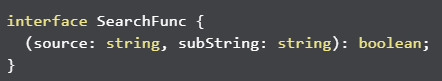 interface SearchFunc {
  (source: string, subString: string): boolean;
}